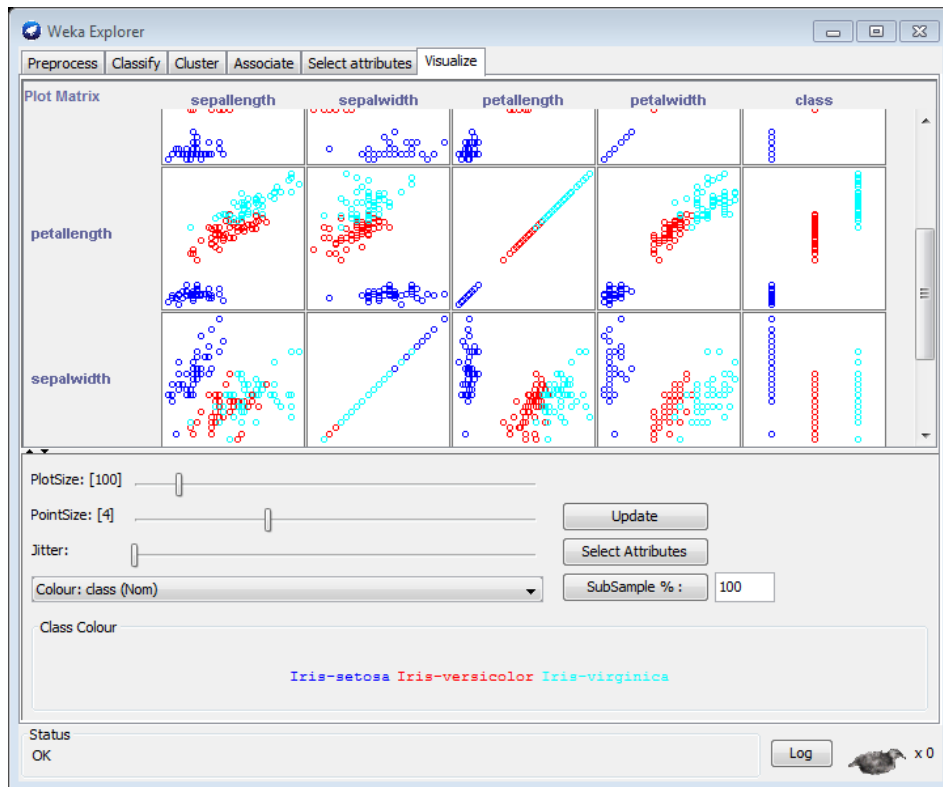 Weka Explorer
Preprocess Classify Cluster Associate Select attributes Visualize
Plot Matrix sepallength sepalwidth petallength petalwidth class
petallength
sepalwidth
PlotSize: [100]
PointSize: [4] Update
Jitter: Select Attributes
Colour: class (Nom) SubSample % : 100
Class Colour
Iris-setosa Iris-versicolor Iris-virginica
Status
OK Log x 0